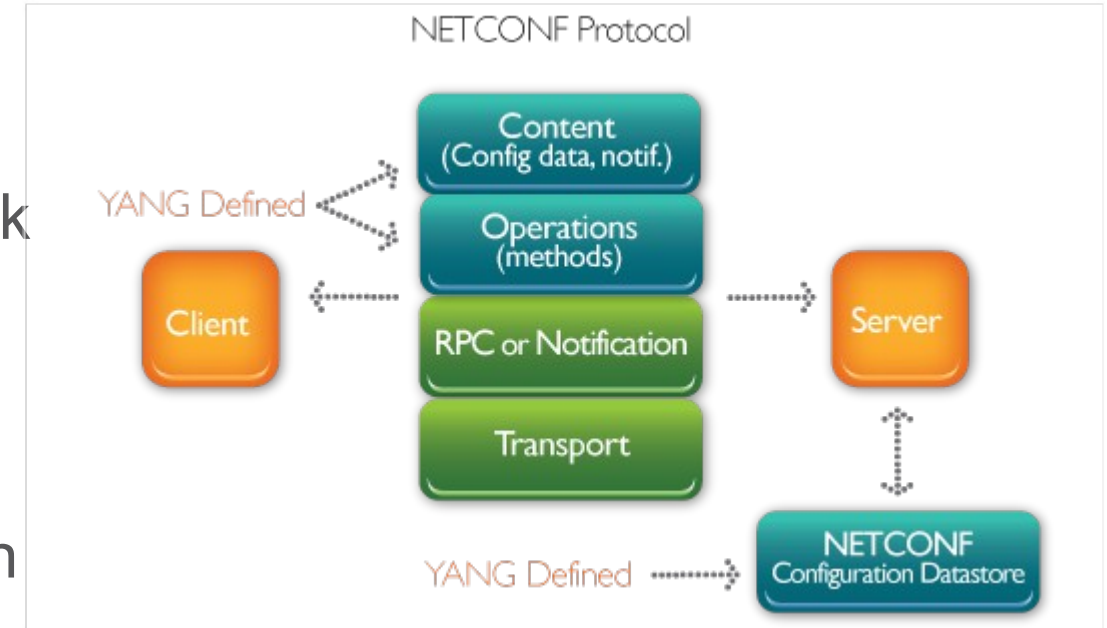 NETCONF Protocol
Content
(Config data, notif.)
k
YANG Defined
Operations
(methods)
Client
RPC or Notification
Server
Transport
n
YANG Defined
NETCONF
Configuration Datastore